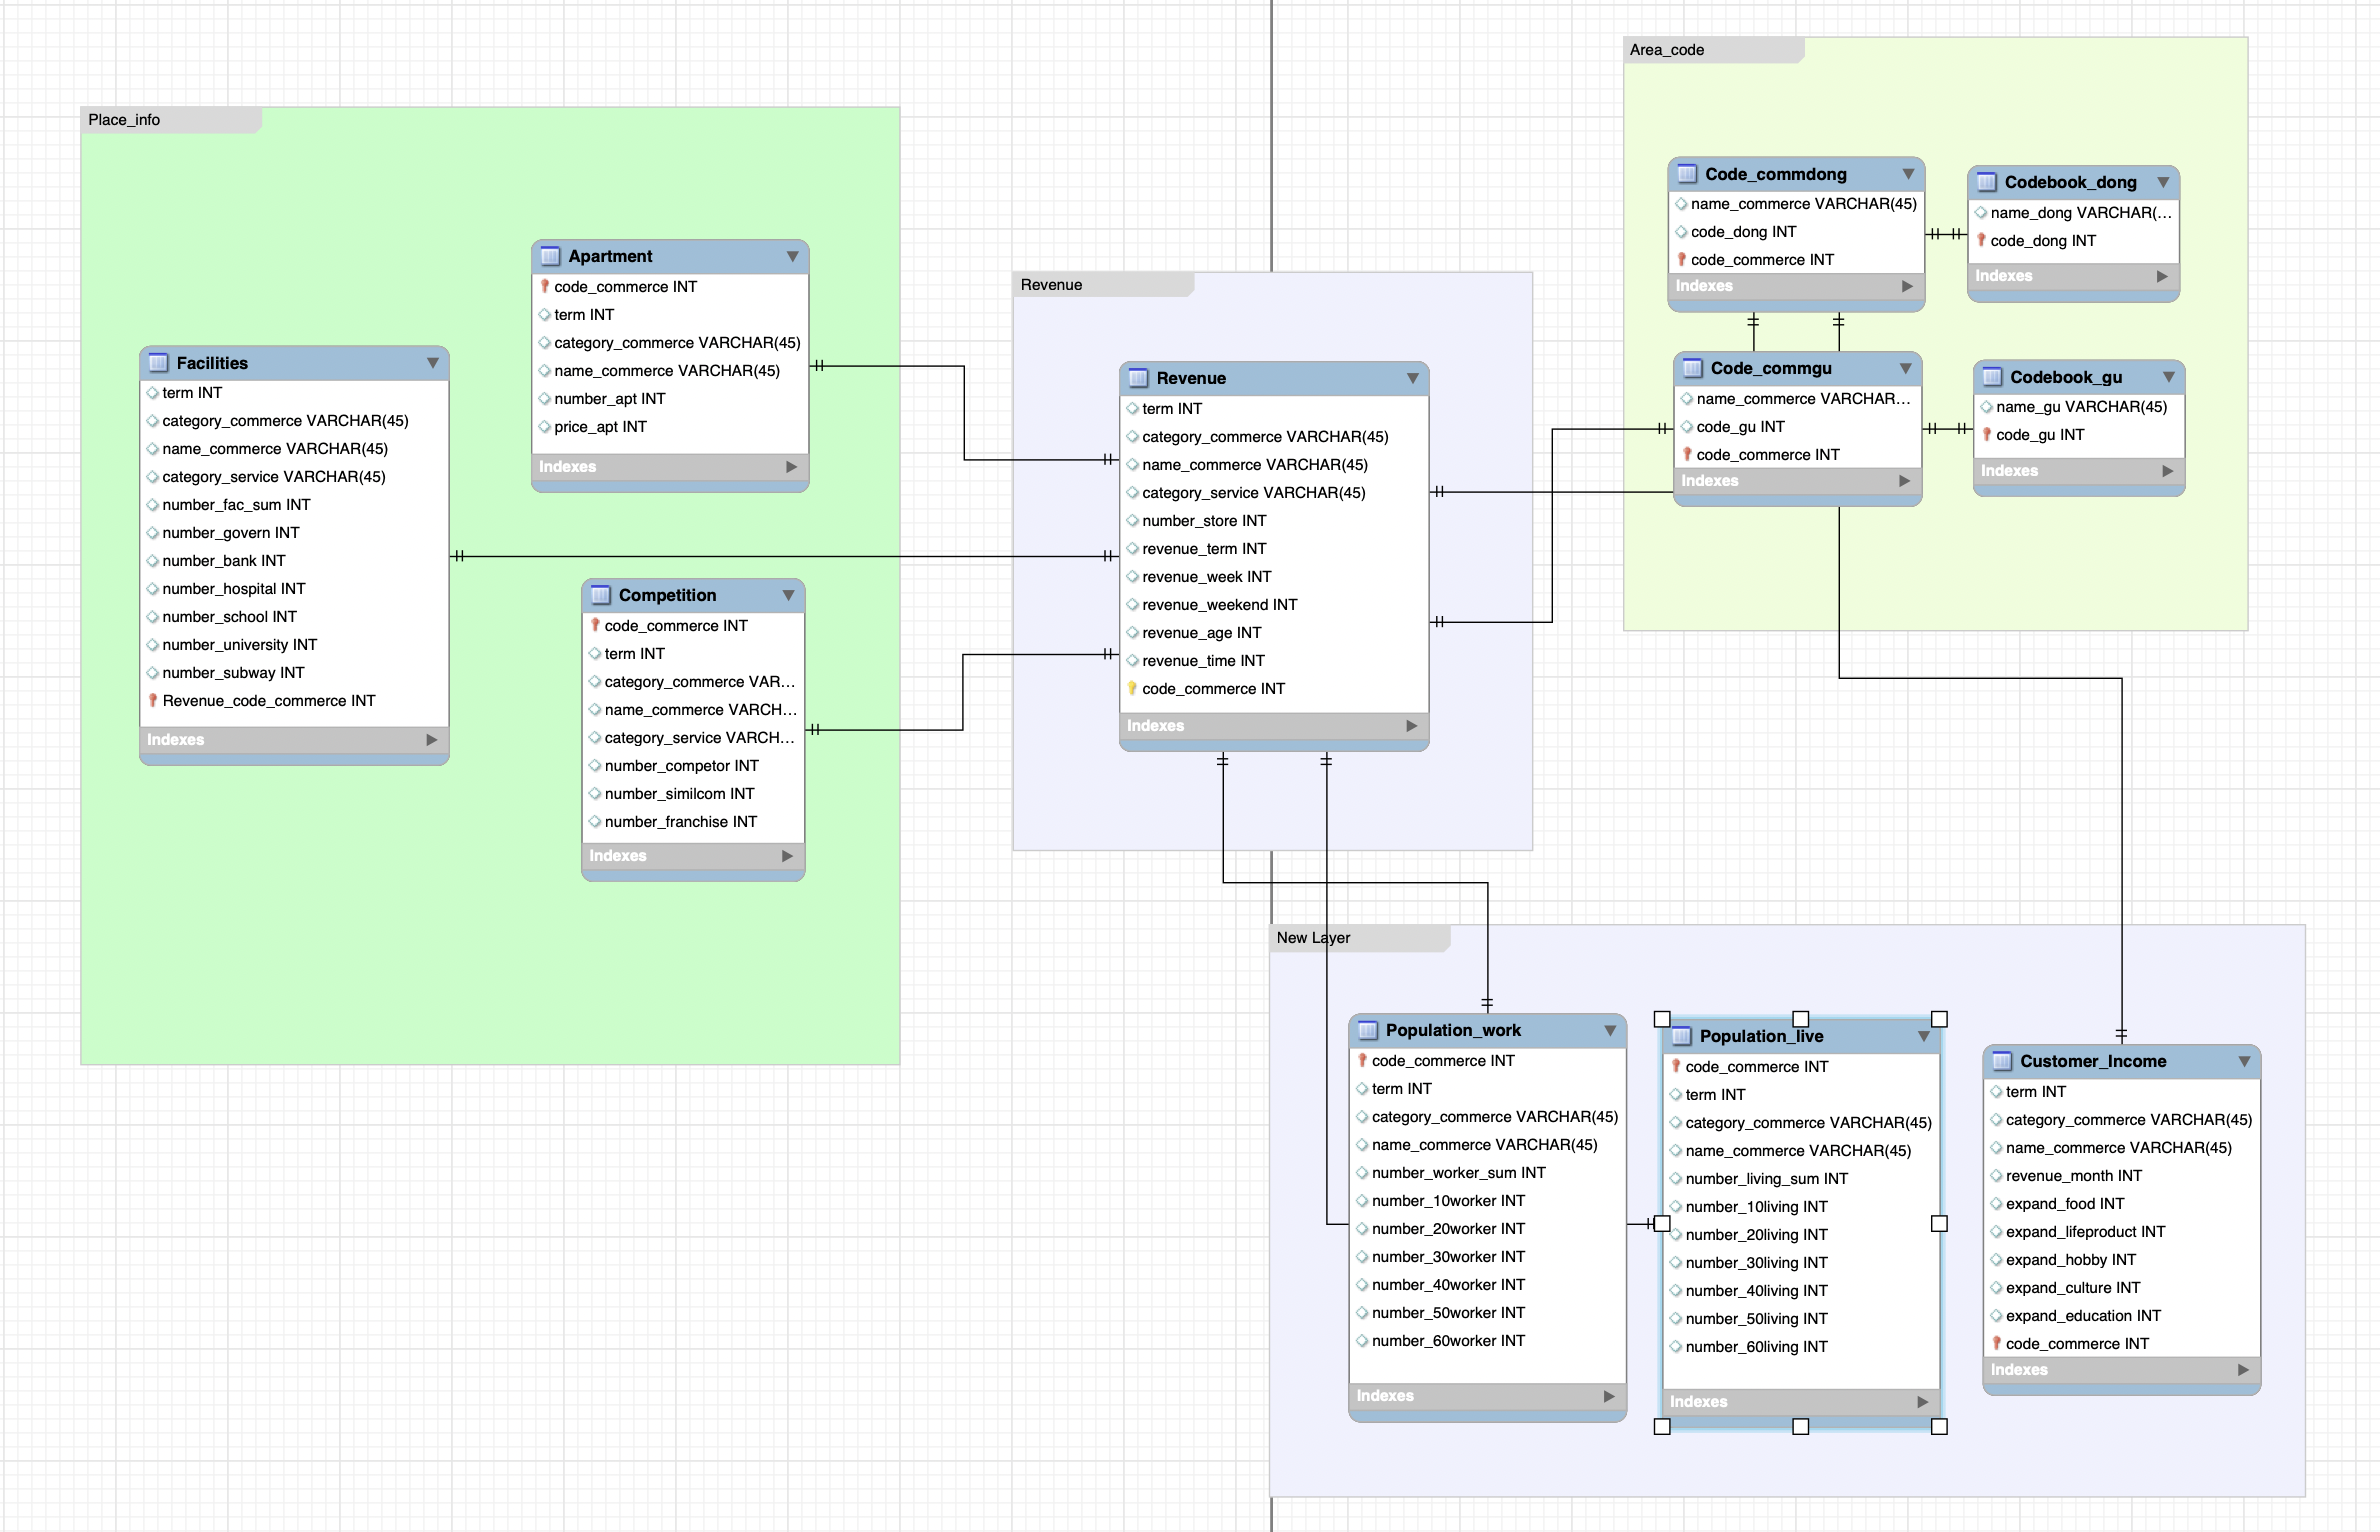 Place_info
Facilities
term INT
category_commerce VARCHAR(45)
name_commerce VARCHAR(45)
category_service VARCHAR(45)
number_fac_sum INT
number_govern INT
number_bank INT
number_hospital INT
number_school INT
number_university INT
number_subway INT
Revenue_code_commerce INT
Indexes
Apartment
code_commerce INT
term INT
category_commerce VARCHAR(45)
name_commerce VARCHAR(45)
number_apt INT
price_apt INT
Indexes
Competition
code_commerce INT
term INT
category_commerce VAR...
name_commerce VARCH...
category_service VARCH...
number_competor INT
number_similcom INT
number_franchise INT
Indexes
Revenue
Revenue
term INT
category_commerce VARCHAR(45)
name_commerce VARCHAR(45)
category_service VARCHAR(45)
number_store INT
revenue_term INT
revenue_week INT
revenue_weekend INT
revenue_age INT
revenue_time INT
code_commerce INT
Indexes
Area_code
Code_commdong
name_commerce VARCHAR(45)
code_dong INT
code_commerce INT
Indexes
Codebook_dong
name_dong VARCHAR(...
code_dong INT
Indexes
Code_commgu
name_commerce VARCHAR...
code_gu INT
code_commerce INT
Indexes
Codebook_gu
name_gu VARCHAR(45)
code_gu INT
Indexes
New Layer
Population_work
code_commerce INT
term INT
category_commerce VARCHAR(45)
name_commerce VARCHAR(45)
number_worker_sum INT
number_10worker INT
number_20worker INT
number_30worker INT
number_40worker INT
number_50worker INT
number_60worker INT
Indexes
Population_live
code_commerce INT
term INT
category_commerce VARCHAR(45)
name_commerce VARCHAR(45)
number_living_sum INT
number_10living INT
number_20living INT
number_30living INT
number_40living INT
number_50living INT
number_60living INT
Indexes
Customer_Income
term INT
category_commerce VARCHAR(45)
name_commerce VARCHAR(45)
revenue_month INT
expand_food INT
expand_lifeproduct INT
expand_hobby INT
expand_culture INT
expand_education INT
code_commerce INT
Indexes